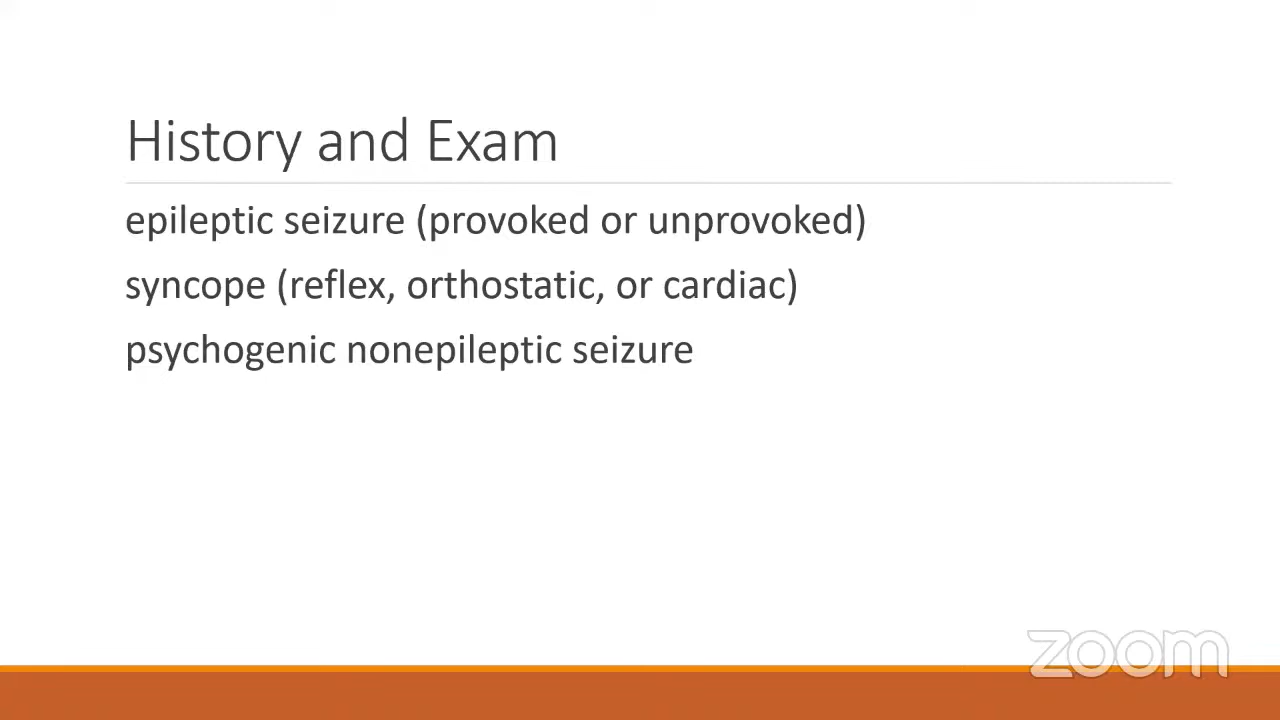 History and Exam
epileptic seizure (provoked or unprovoked)
syncope (reflex, orthostatic, or cardiac)
psychogenic nonepileptic seizure
zoom